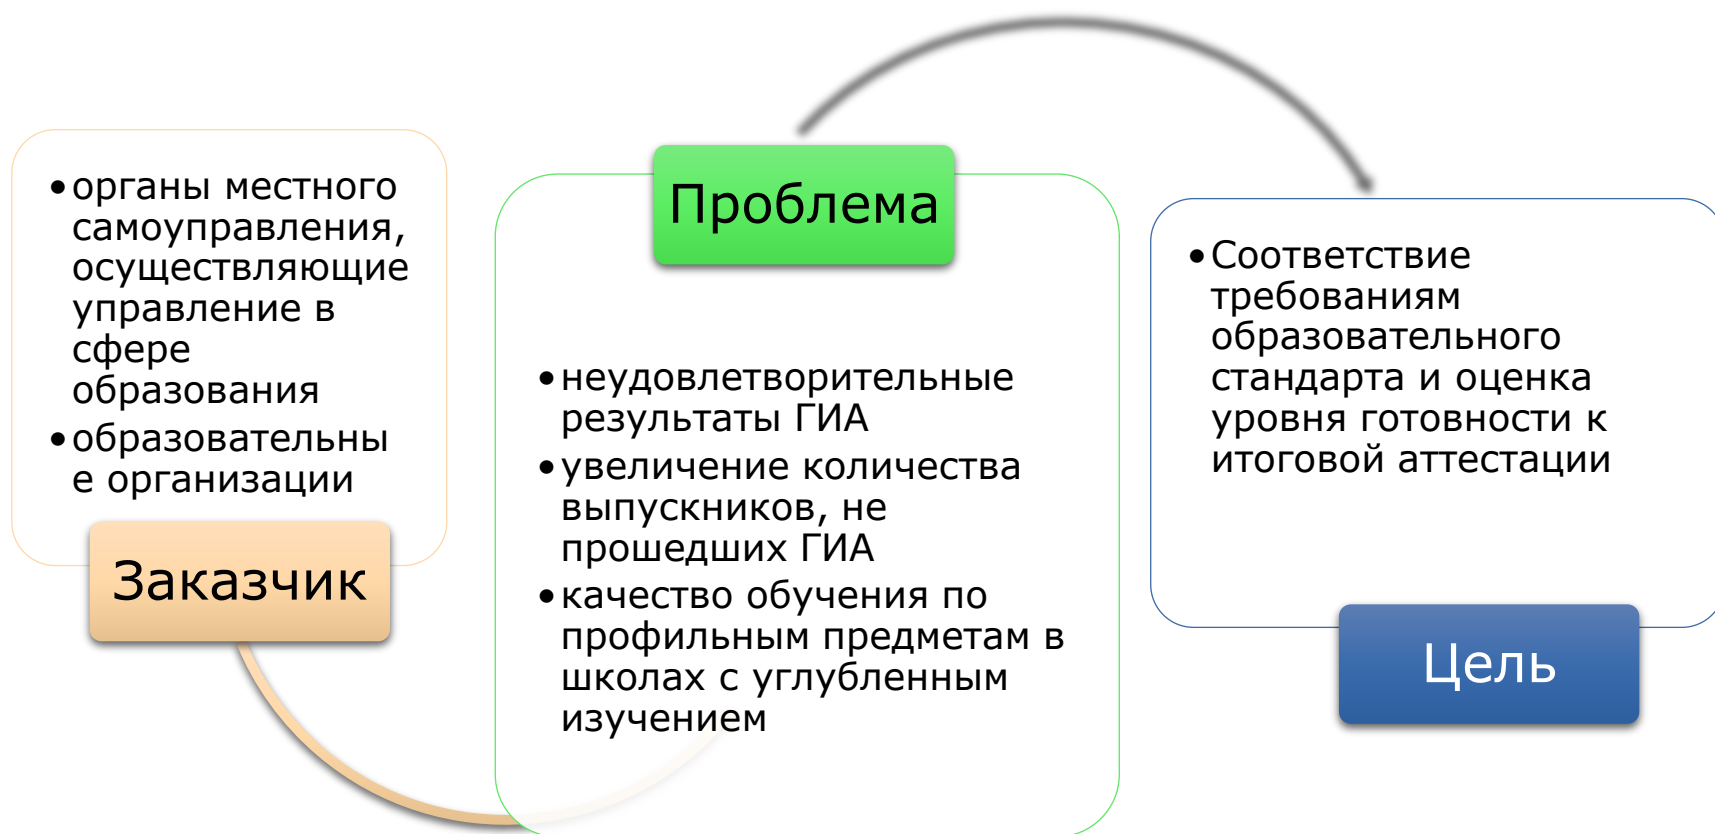 •органы местного
самоуправления,
осуществляющие
управление в
сфере
образования
•образовательны
е организации
Заказчик
Проблема
•неудовлетворительные
результаты ГИА
•увеличение количества
выпускников, не
прошедших ГИА
•качество обучения по
профильным предметам в
школах с углубленным
изучением
•Соответствие
требованиям
образовательного
стандарта и оценка
уровня готовности к
итоговой аттестации
Цель